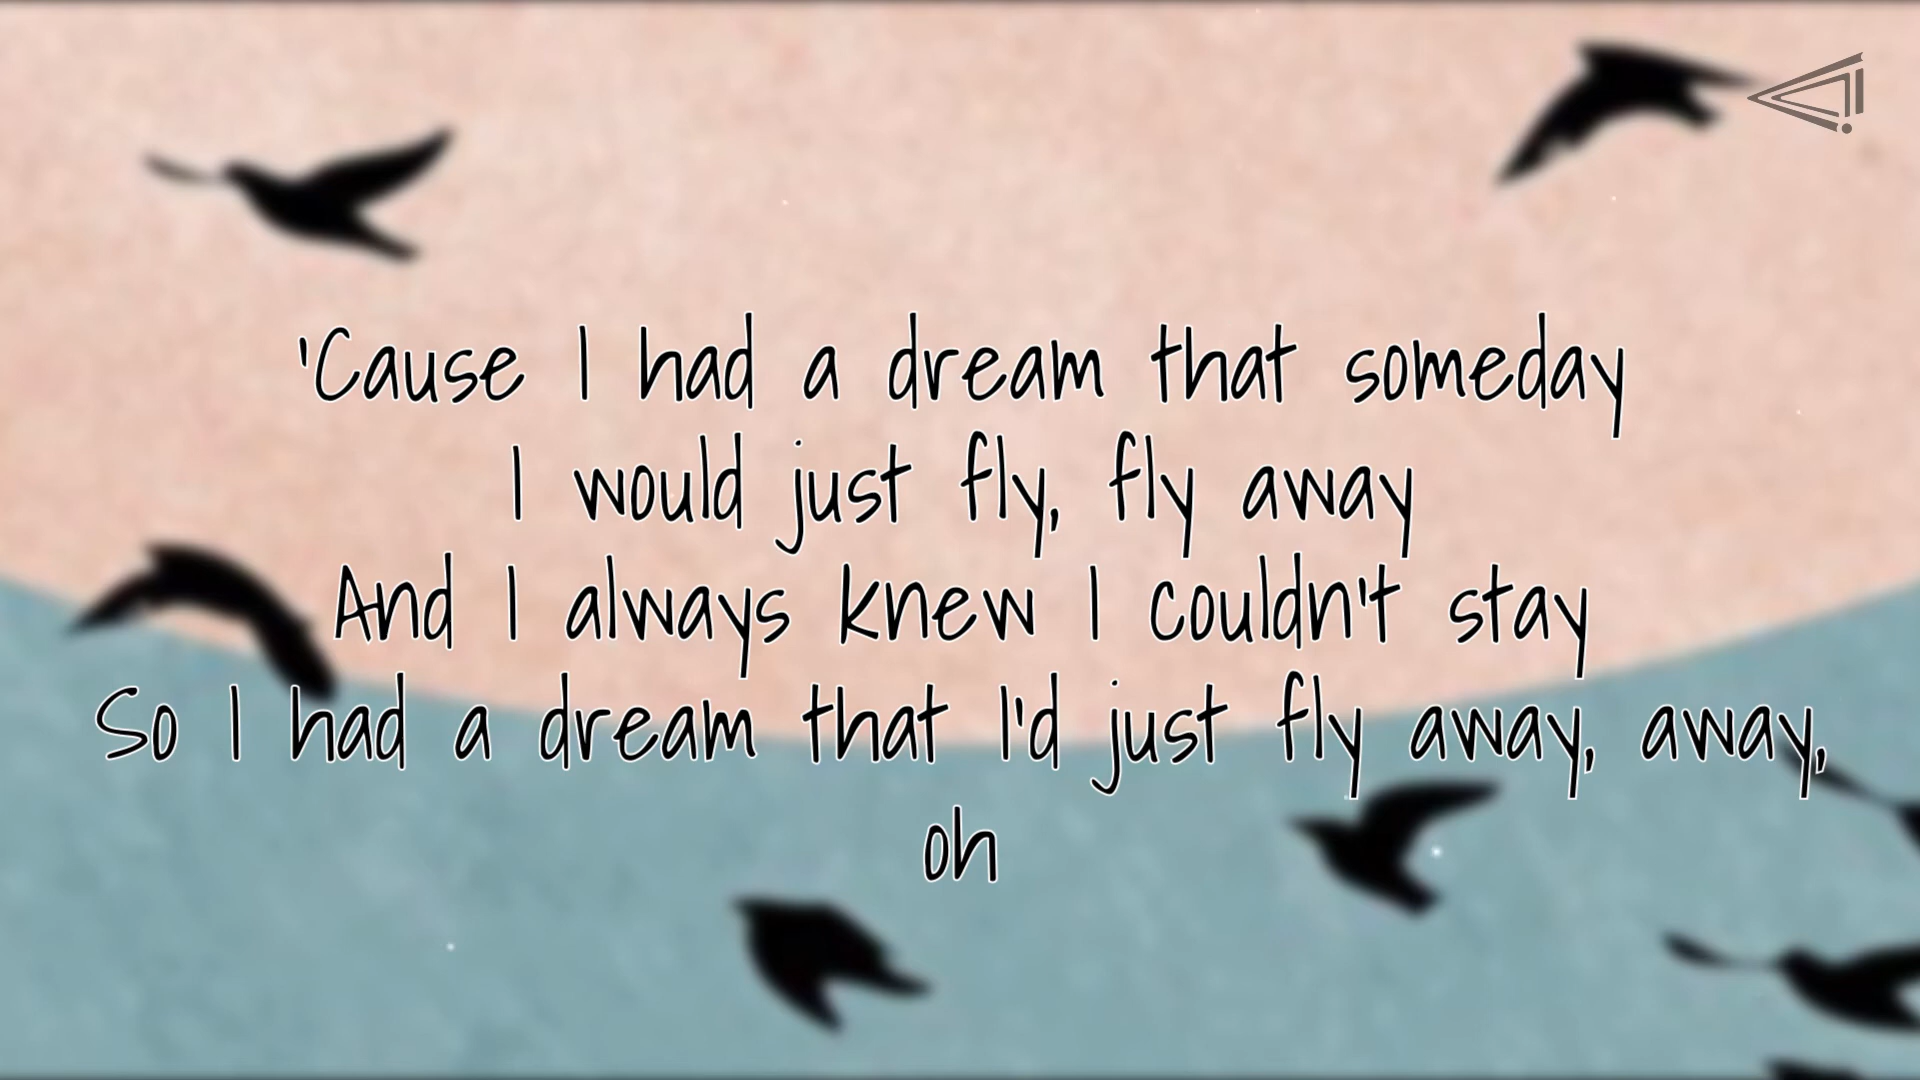 'Cause I had a dream that someday
I would just fly, fly away
And I always knew I couldn't stay
So I had a dream that I'd just fly away, away,
oh